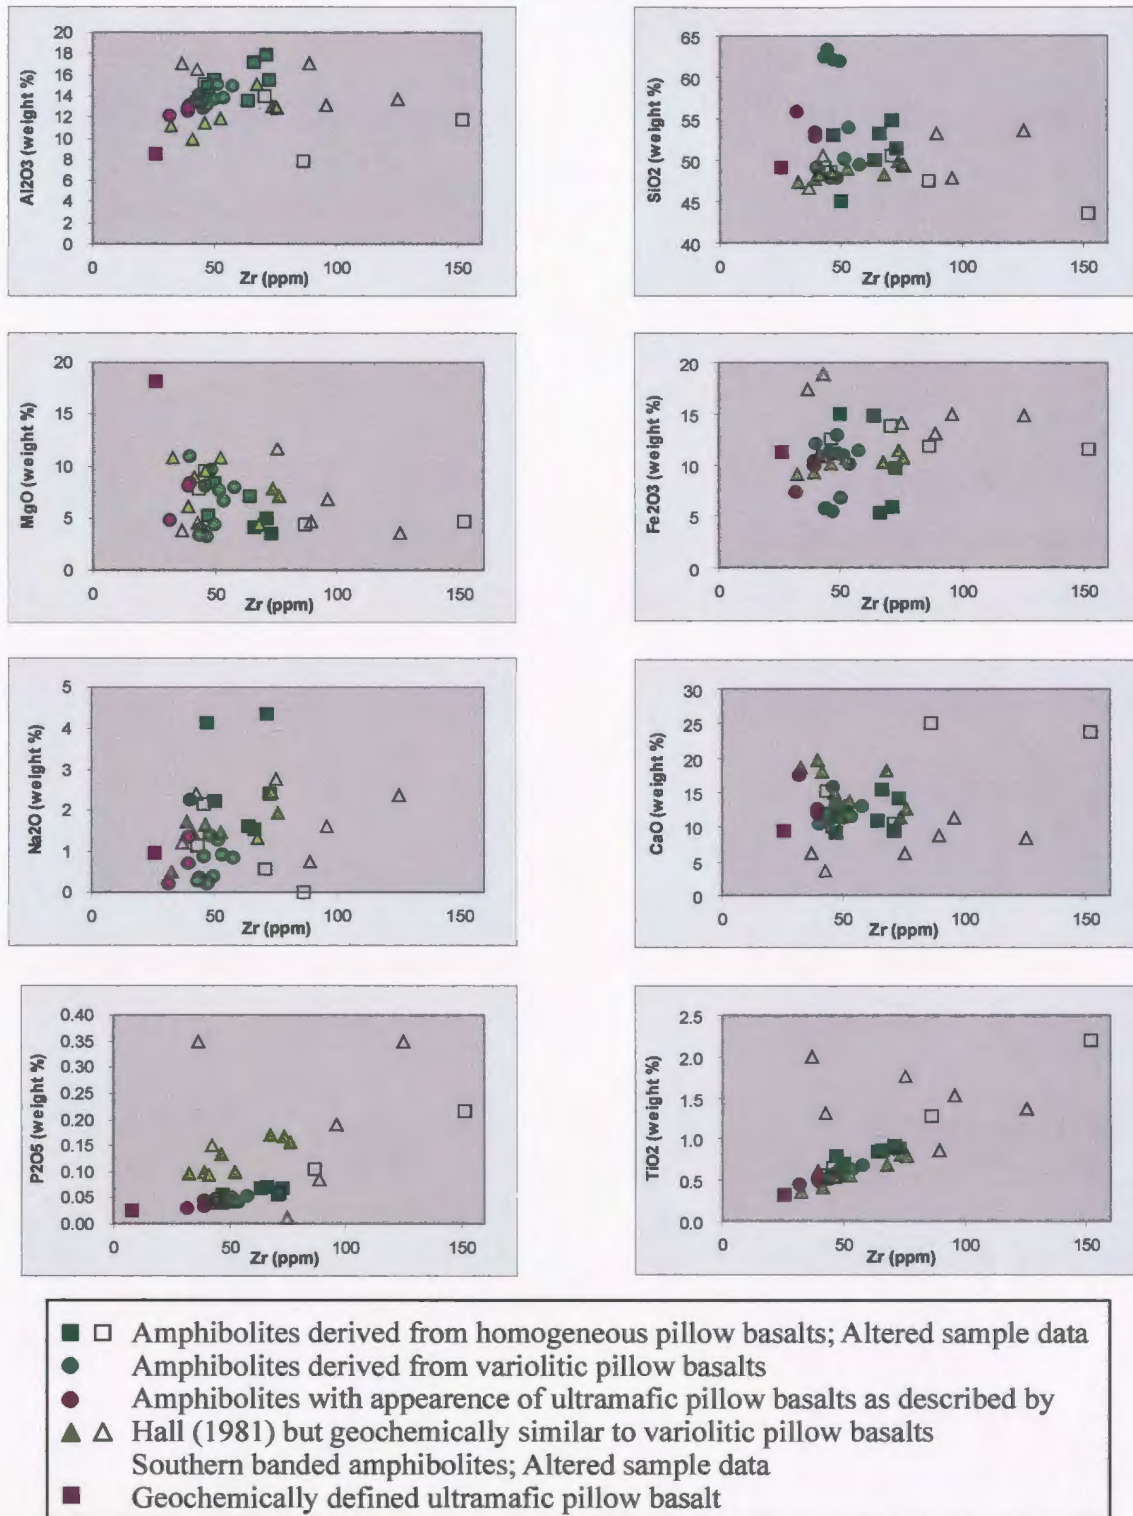 20
18
16
14
12
10
8
6
4
2
0
Al2O3 (weight %)
0 50 100 150
Zr (ppm)
65
60
55
50
45
40
SiO2 (weight %)
0 50 100 150
Zr (ppm)
20
15
10
5
0
MgO (weight %)
0 50 100 150
Zr (ppm)
20
15
10
5
0
Fe2O3 (weight %)
0 50 100 150
Zr (ppm)
5
4
3
2
1
0
Na2O (weight %)
0 50 100 150
Zr (ppm)
30
25
20
15
10
5
0
CaO (weight %)
0 50 100 150
Zr (ppm)
0.40
0.35
0.30
0.25
0.20
0.15
0.10
0.05
0.00
P2O5 (weight %)
0 50 100 150
Zr (ppm)
2.5
2.0
1.5
1.0
0.5
0.0
TiO2 (weight %)
0 50 100 150
Zr (ppm)
Amphibolites derived from homogeneous pillow basalts; Altered sample data
Amphibolites derived from variolitic pillow basalts
Amphibolites with appearence of ultramafic pillow basalts as described by
Hall (1981) but geochemically similar to variolitic pillow basalts
Southern banded amphibolites; Altered sample data
Geochemically defined ultramafic pillow basalt